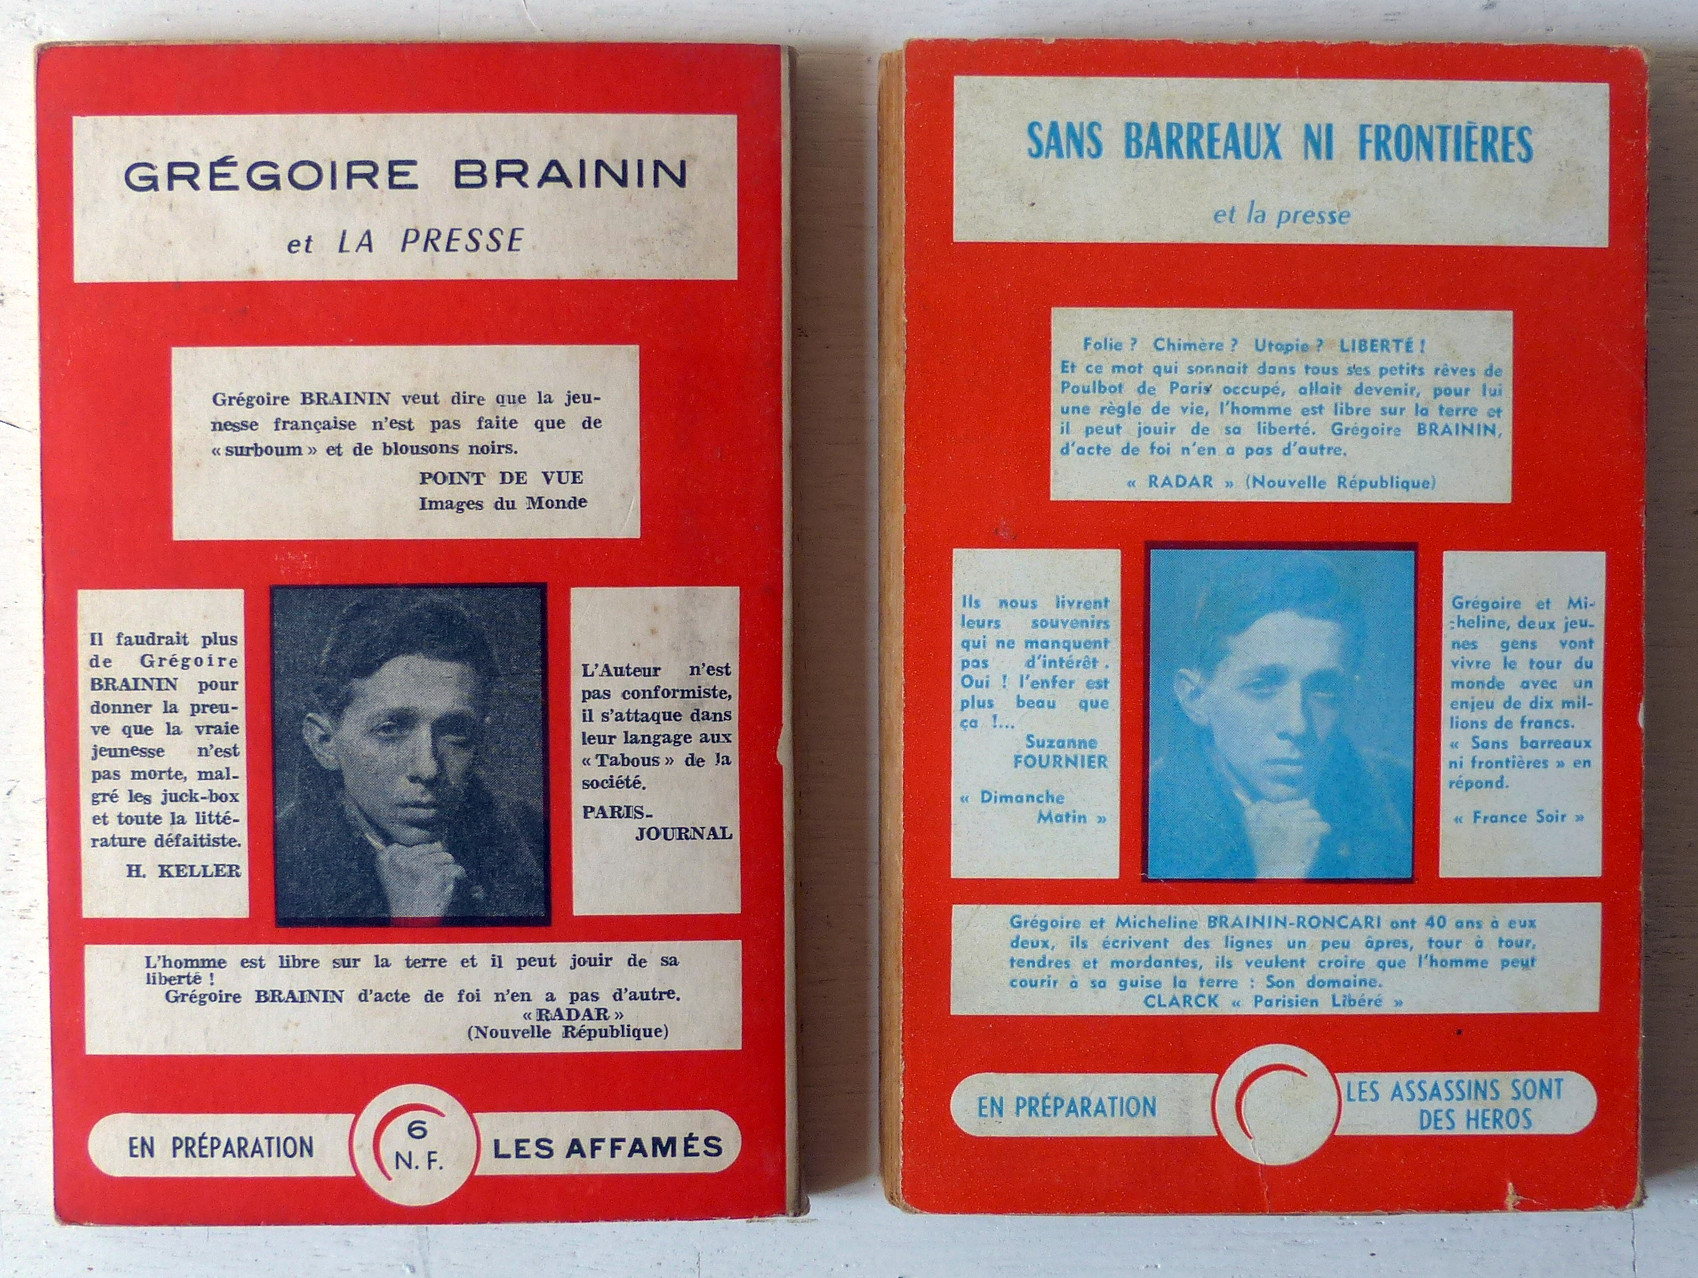 GRÉGOIRE BRAININ
et LA PRESSE
Grégoire BRAININ veut dire que la jeu-
nesse française n'est pas faite que de
« surboum » et de blousons noirs.
POINT DE VUE
Images du Monde
Il faudrait plus
de Grégoire
BRAININ pour
donner la preu-
ve que la vraie
jeunesse n'est
pas morte, mal-
gré les juck-box
et toute la litté-
rature défaitiste.
H. KELLER
L'Auteur n'est
pas conformiste,
il s'attaque dans
leur langage aux
« Tabous » de la
société.
PARIS-
JOURNAL
L'homme est libre sur la terre et il peut jouir de sa
liberté !
Grégoire BRAININ d'acte de foi n'en a pas d'autre.
« RADAR »
(Nouvelle République)
EN PRÉPARATION
6
N. F.
LES AFFAMÉS
SANS BARREAUX NI FRONTIÈRES
et la presse
Folie ? Chimère ? Utopie ? LIBERTÉ !
Et ce mot qui sonnait dans tous ses petits rêves de
Poulbot de Paris occupé, allait devenir, pour lui
une règle de vie, l'homme est libre sur la terre et
il peut jouir de sa liberté. Grégoire BRAININ,
d'acte de foi n'en a pas d'autre.
« RADAR » (Nouvelle République)
Ils nous livrent
leurs souvenirs
qui ne manquent
pas d'intérêt.
Oui ! l'enfer est
plus beau que
ça !...
Suzanne
FOURNIER
« Dimanche
Matin »
Grégoire et Mi-
cheline, deux jeu-
nes gens vont
vivre le tour du
monde avec un
enjeu de dix mil-
lions de francs.
« Sans barreaux
ni frontières » en
répond.
« France Soir »
Grégoire et Micheline BRAININ-RONCARI ont 40 ans à eux
deux, ils écrivent des lignes un peu âpres, tour à tour,
tendres et mordantes, ils veulent croire que l'homme peut
courir à sa guise la terre : Son domaine.
CLARCK « Parisien Libéré »
EN PRÉPARATION
LES ASSASSINS SONT
DES HEROS